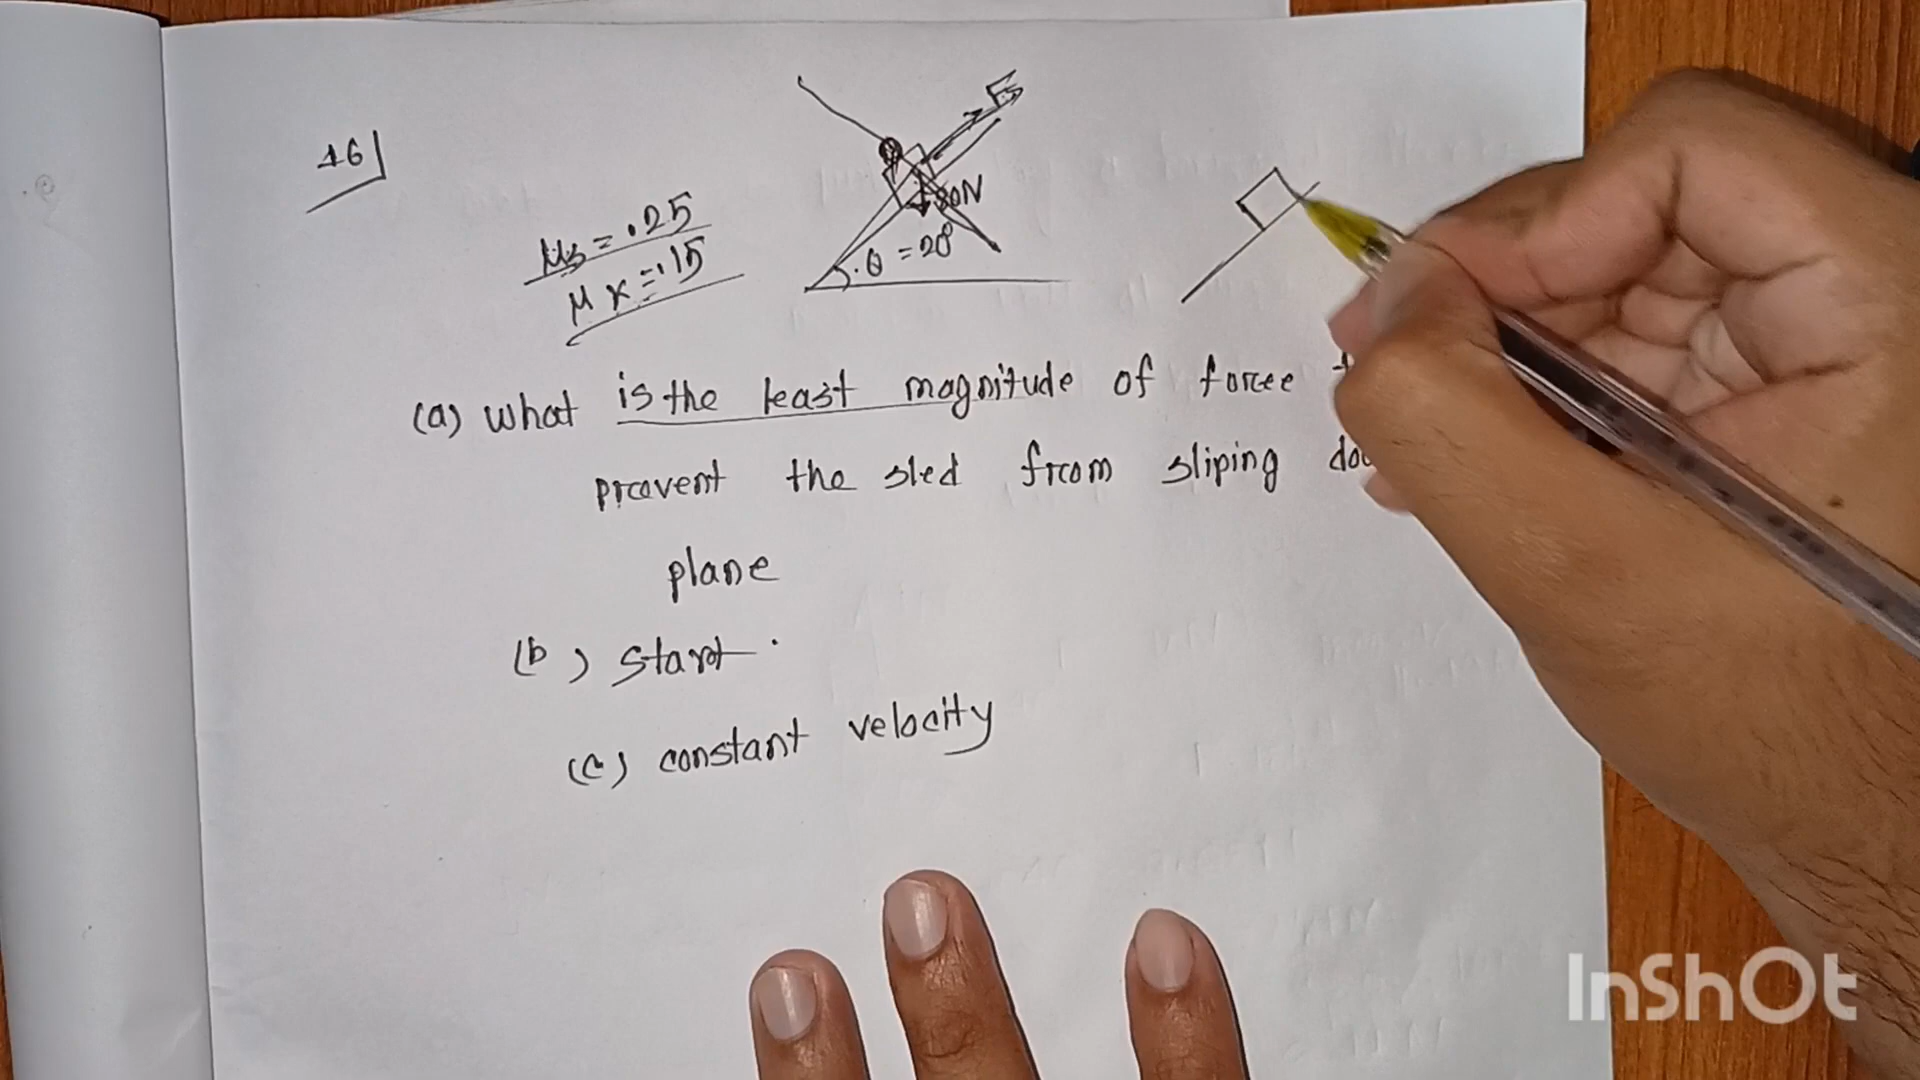 16
μs = .25
μk = .15
F
80N
θ = 20°
(a) What is the least magnitude of force
prevent the sled from sliping
plane
(b) start
(c) constant velocity
InShOt